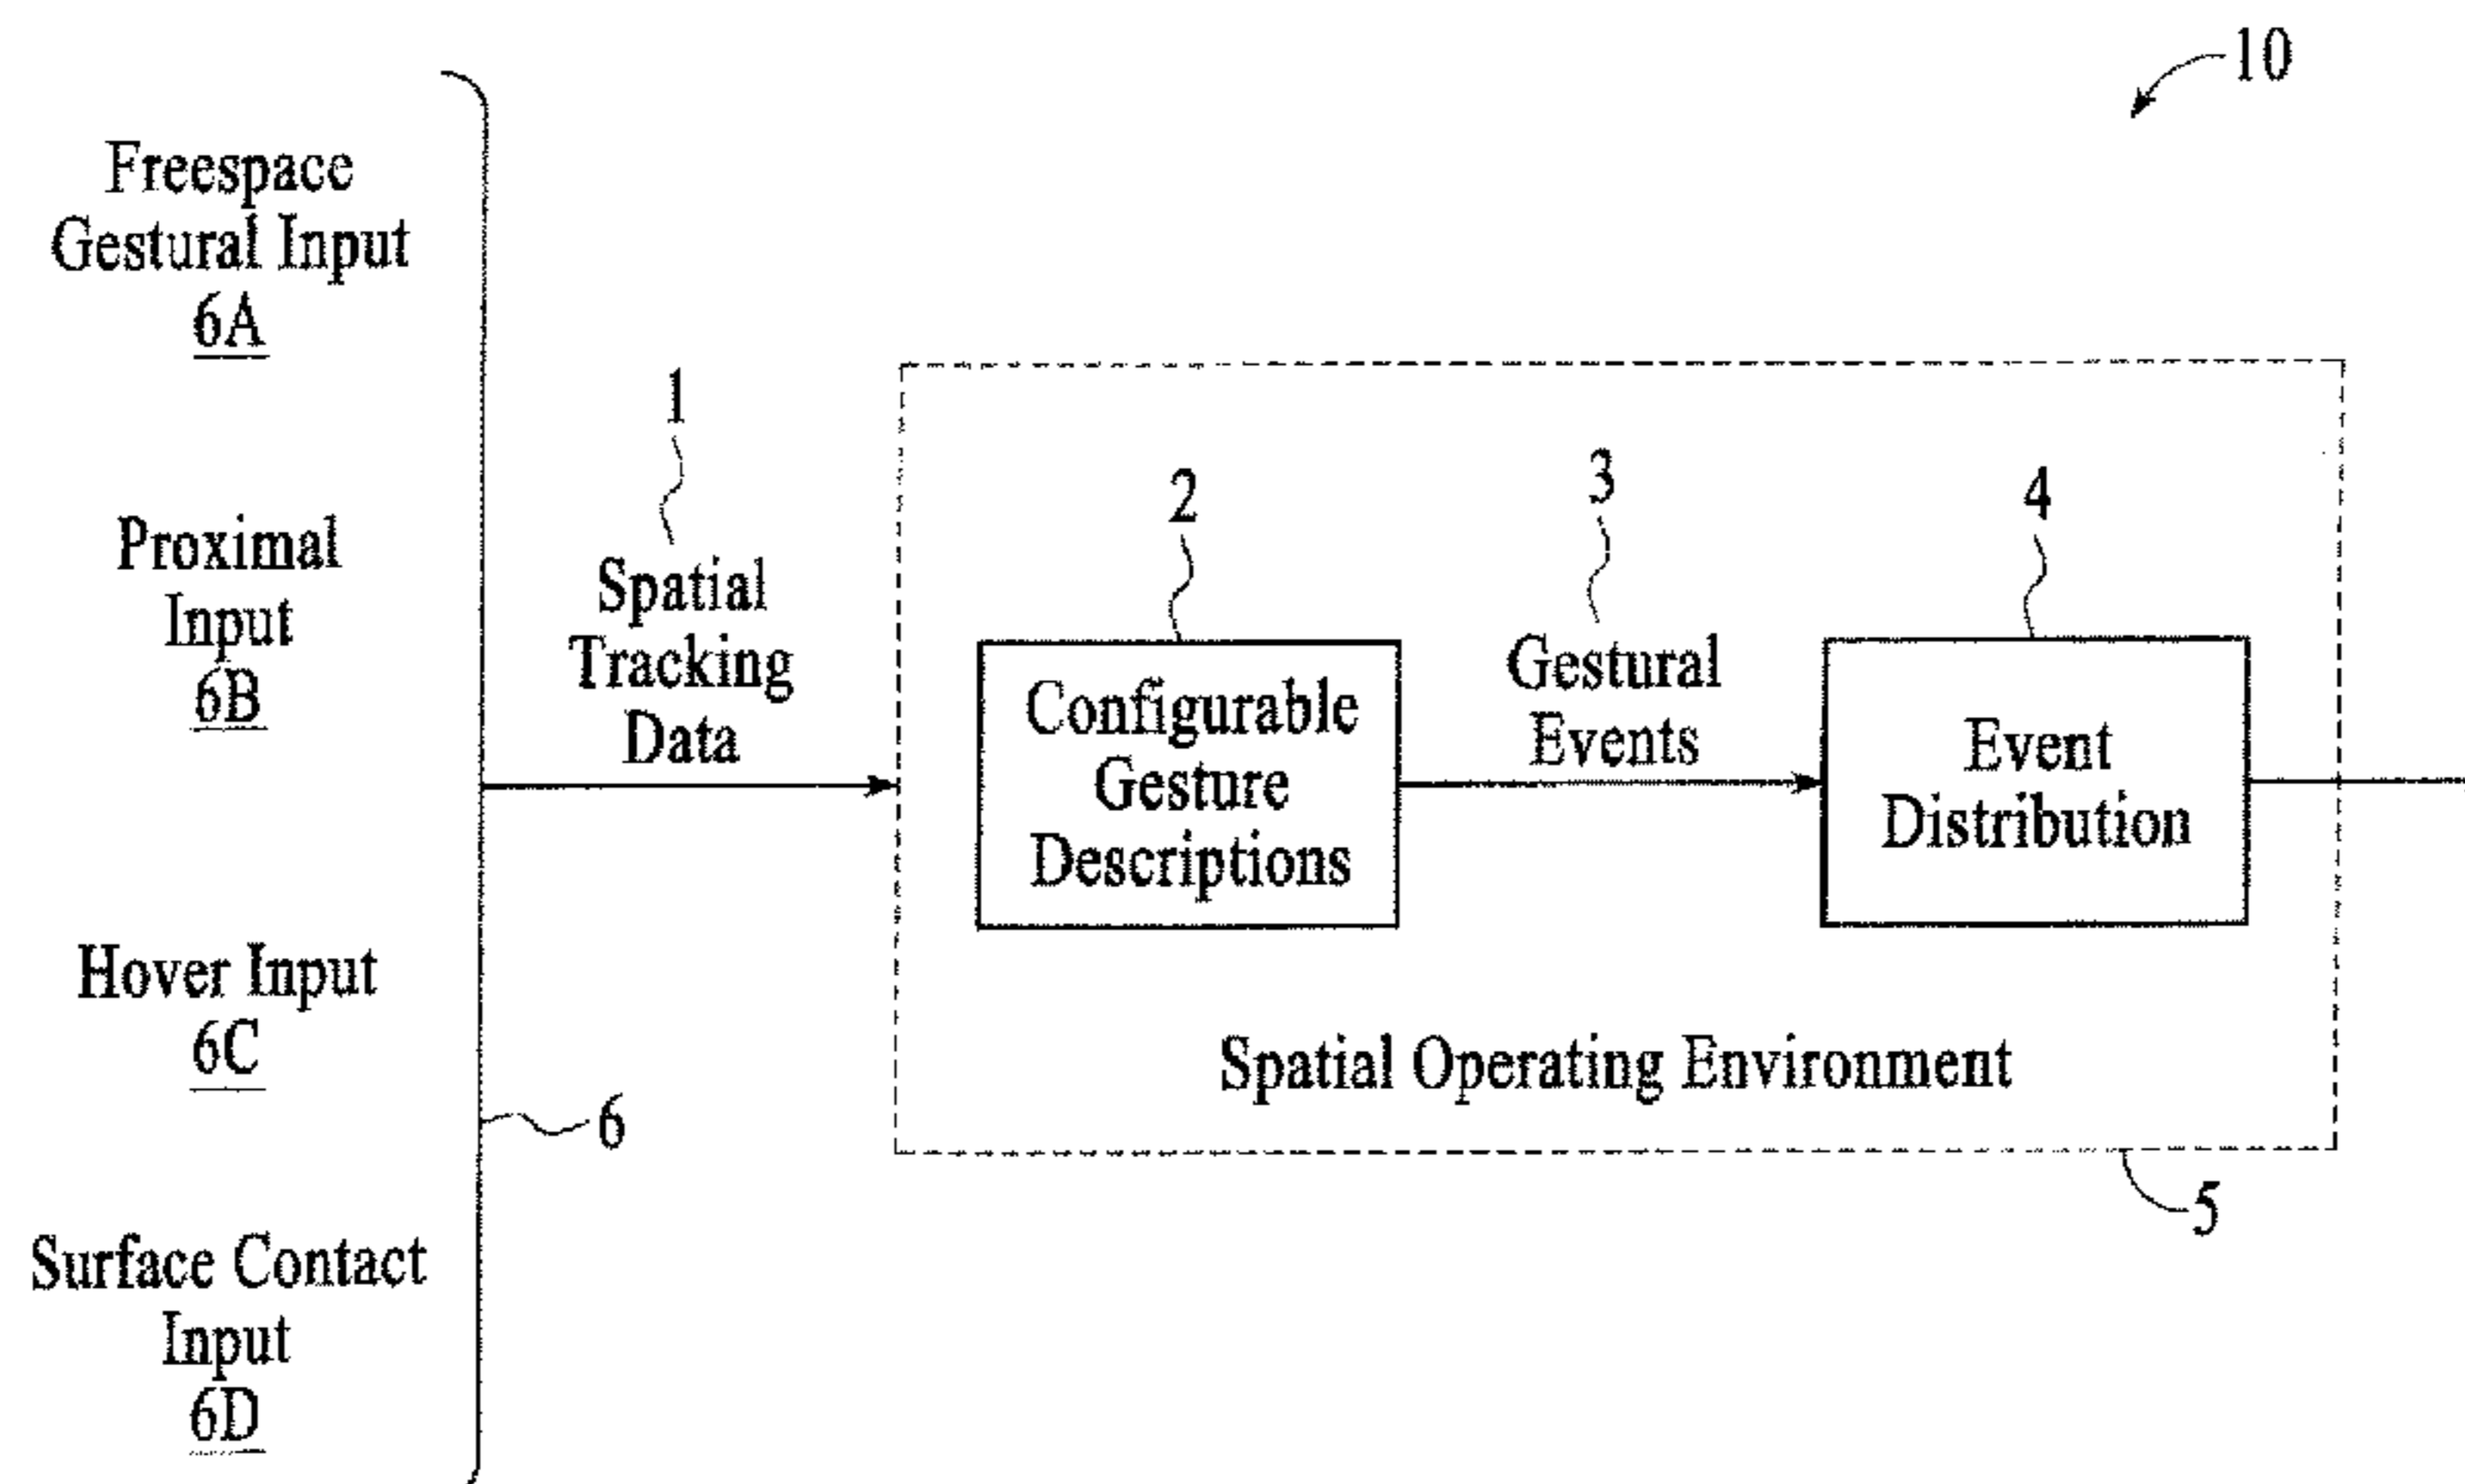 10
Freespace
Gestural Input
6A
Proximal
Input
6B
Hover Input
6C
Surface Contact
Input
6D
6
1
Spatial
Tracking
Data
2
Configurable
Gesture
Descriptions
3
Gestural
Events
4
Event
Distribution
Spatial Operating Environment
5